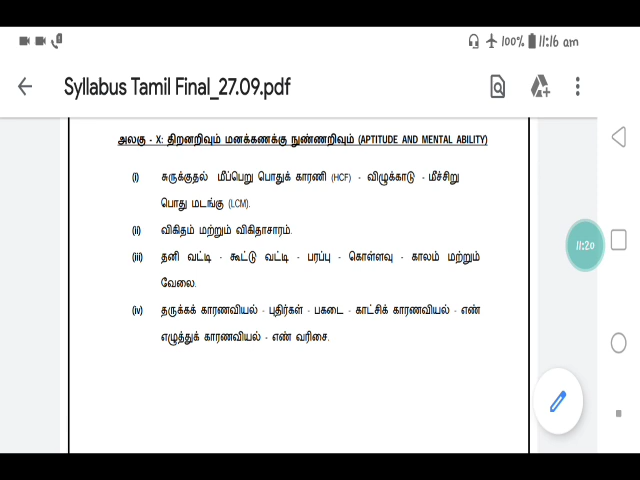 100% 11:16 am
Syllabus Tamil Final_27.09.pdf
அலகு - X: திறனறிவும் மனக்கணக்கு நுண்ணறிவும் (APTITUDE AND MENTAL ABILITY)
(i) சுருக்குதல் மீப்பெறு பொதுக் காரணி (HCF) - விழுக்காடு - மீச்சிறு
பொது மடங்கு (LCM).
(ii) விகிதம் மற்றும் விகிதாசாரம்.
11:20
(iii) தனி வட்டி - கூட்டு வட்டி - பரப்பு - கொள்ளவு - காலம் மற்றும்
வேலை.
(iv) தருக்கக் காரணவியல் - புதிர்கள் - பகடை - காட்சிக் காரணவியல் - எண்
எழுத்துக் காரணவியல் - எண் வரிசை.